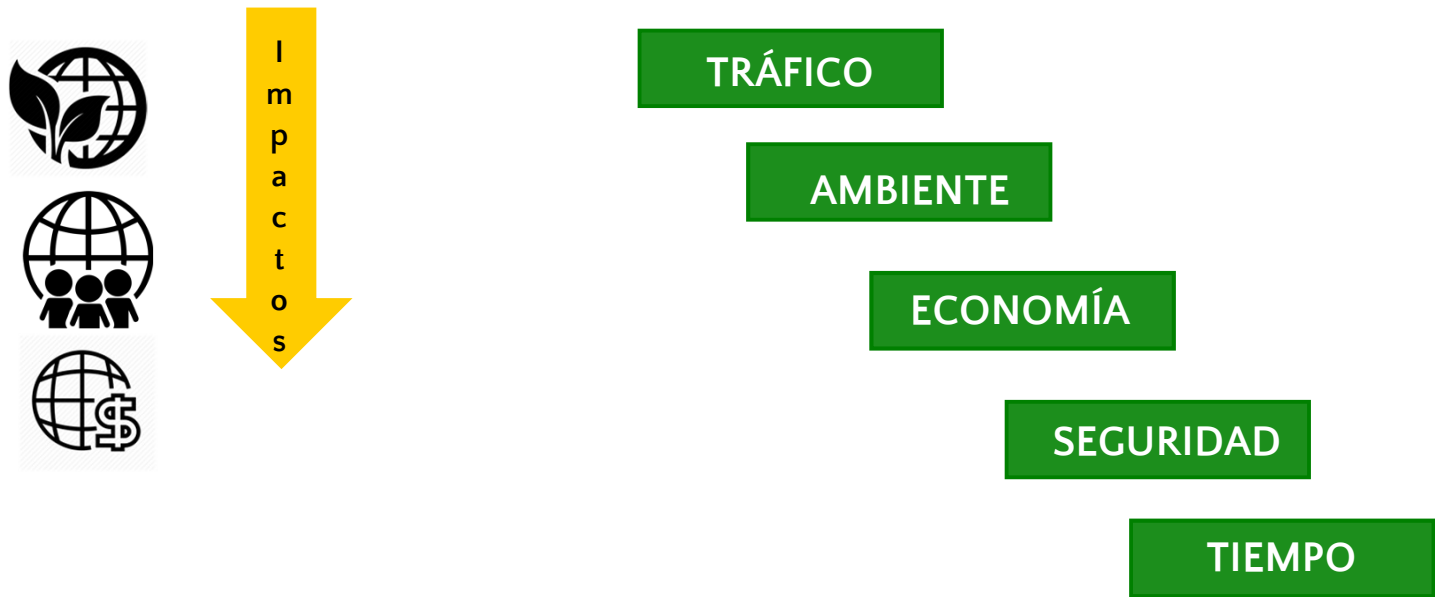 Impactos
TRÁFICO
AMBIENTE
ECONOMÍA
SEGURIDAD
TIEMPO